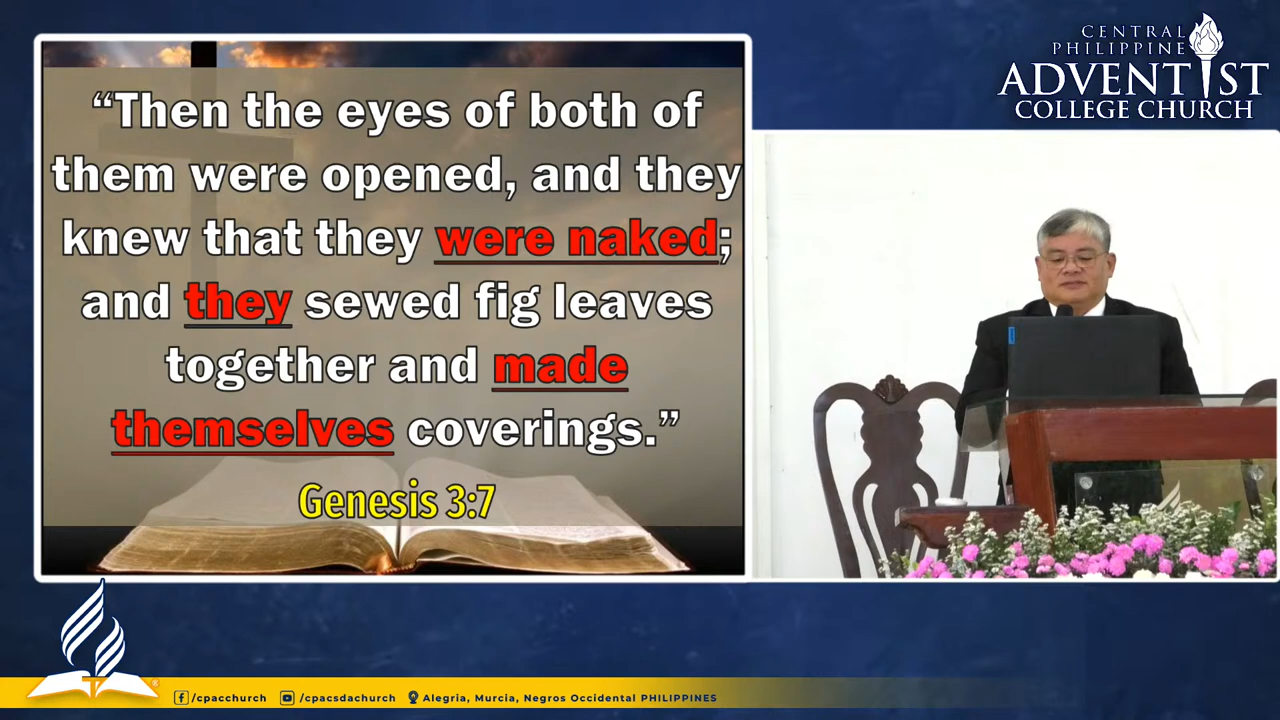 “Then the eyes of both of
them were opened, and they
knew that they were naked;
and they sewed fig leaves
together and made
themselves coverings.”
Genesis 3:7
CENTRAL
PHILIPPINE
ADVENTIST
COLLEGE CHURCH
/cpacchurch
/cpacsdachurch
Alegria, Murcia, Negros Occidental PHILIPPINES